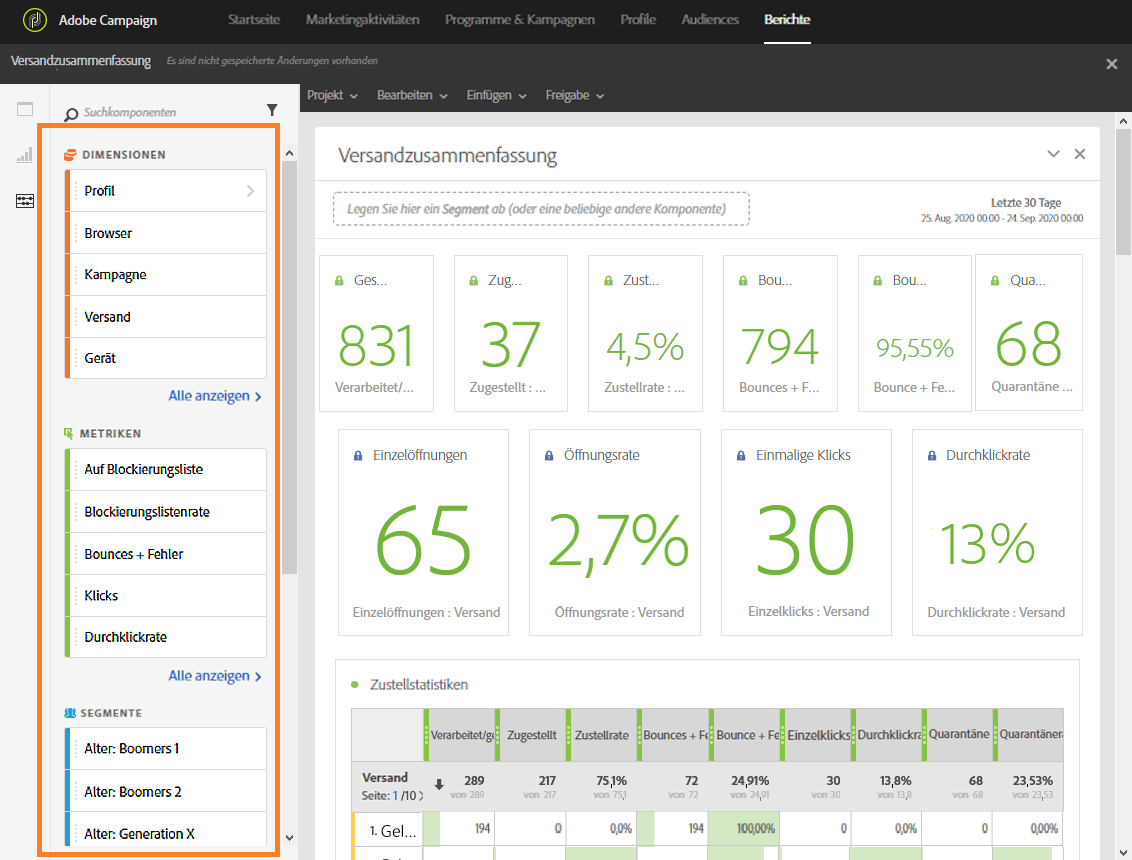 Adobe Campaign Startseite Marketingaktivitäten Programme & Kampagnen Profile Audiences Berichte
Versandzusammenfassung Es sind nicht gespeicherte Änderungen vorhanden
Projekt Bearbeiten Einfügen Freigabe
Suchkomponenten
DIMENSIONEN
Profil
Browser
Kampagne
Versand
Gerät
Alle anzeigen
METRIKEN
Auf Blockierungsliste
Blockierungslistenrate
Bounces + Fehler
Klicks
Durchklickrate
Alle anzeigen
SEGMENTE
Alter: Boomers 1
Alter: Boomers 2
Alter: Generation X
Versandzusammenfassung
Legen Sie hier ein Segment ab (oder eine beliebige andere Komponente)
Letzte 30 Tage
25. Aug. 2020 00:00 - 24. Sep. 2020 00:00
Ges... Zug... Zust... Bou... Bou... Qua...
831 37 4,5% 794 95,55% 68
Verarbeitet/... Zugestellt : ... Zustellrate : ... Bounces + F... Bounce + Fe... Quarantäne ...
Einzelöffnungen Öffnungsrate Einmalige Klicks Durchklickrate
65 2,7% 30 13%
Einzelöffnungen : Versand Öffnungsrate : Versand Einzelklicks : Versand Durchklickrate : Versand
Zustellstatistiken
Verarbeitet/ge Zugestellt Zustellrate Bounces + Fe Bounce + Fe Einzelklicks Durchklickra Quarantäne Quarantänera
Versand 289 217 75,1% 72 24,91% 30 13,8% 68 23,53%
Seite: 1 /10 von 289 von 217 von 75,1 von 72 von 24,91 von 30 von 13,8 von 68 von 23,53
1. Gel... 194 0 0,0% 194 100,00% 0 0,0% 0 0,00%